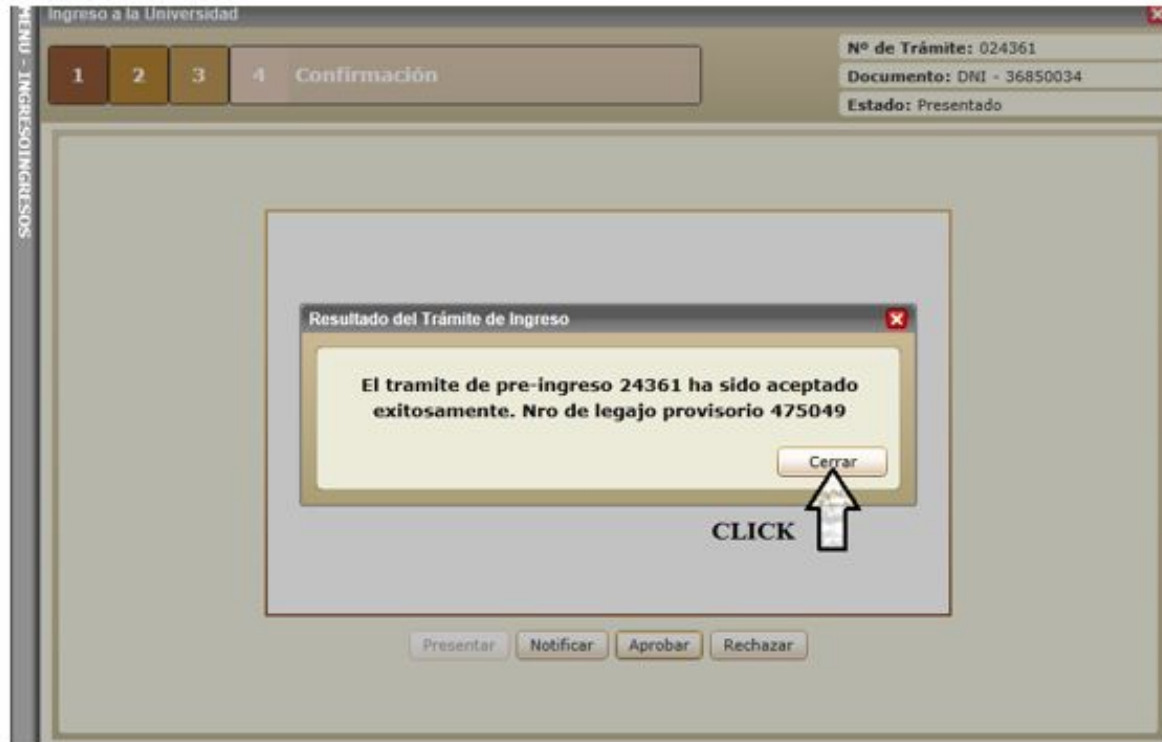 Ingreso a la Universidad
MENU - INGRESOINGRESOS
1 2 3 4 Confirmación
Nº de Trámite: 024361
Documento: DNI - 36850034
Estado: Presentado
Resultado del Trámite de Ingreso
El tramite de pre-ingreso 24361 ha sido aceptado
exitosamente. Nro de legajo provisorio 475049
Cerrar
CLICK
Presentar Notificar Aprobar Rechazar